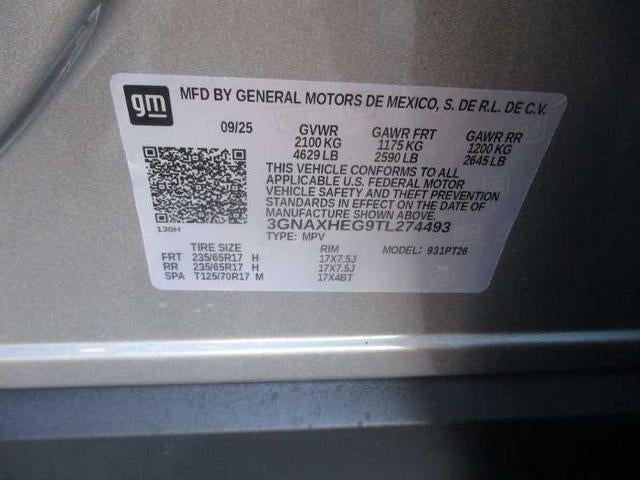 gm MFD BY GENERAL MOTORS DE MEXICO, S. DE R.L. DE C.V.
09/25 GVWR GAWR FRT GAWR RR
2100 KG 1175 KG 1200 KG
4629 LB 2590 LB 2645 LB
THIS VEHICLE CONFORMS TO ALL
APPLICABLE U.S. FEDERAL MOTOR
VEHICLE SAFETY AND THEFT PREVENTION
STANDARDS IN EFFECT ON THE DATE OF
MANUFACTURE SHOWN ABOVE.
3GNAXHEG9TL274493
130H
TYPE: MPV MODEL: 931PT26
TIRE SIZE RIM
FRT 235/65R17 H 17X7.5J
RR 235/65R17 H 17X7.5J
SPA T125/70R17 M 17X4BT